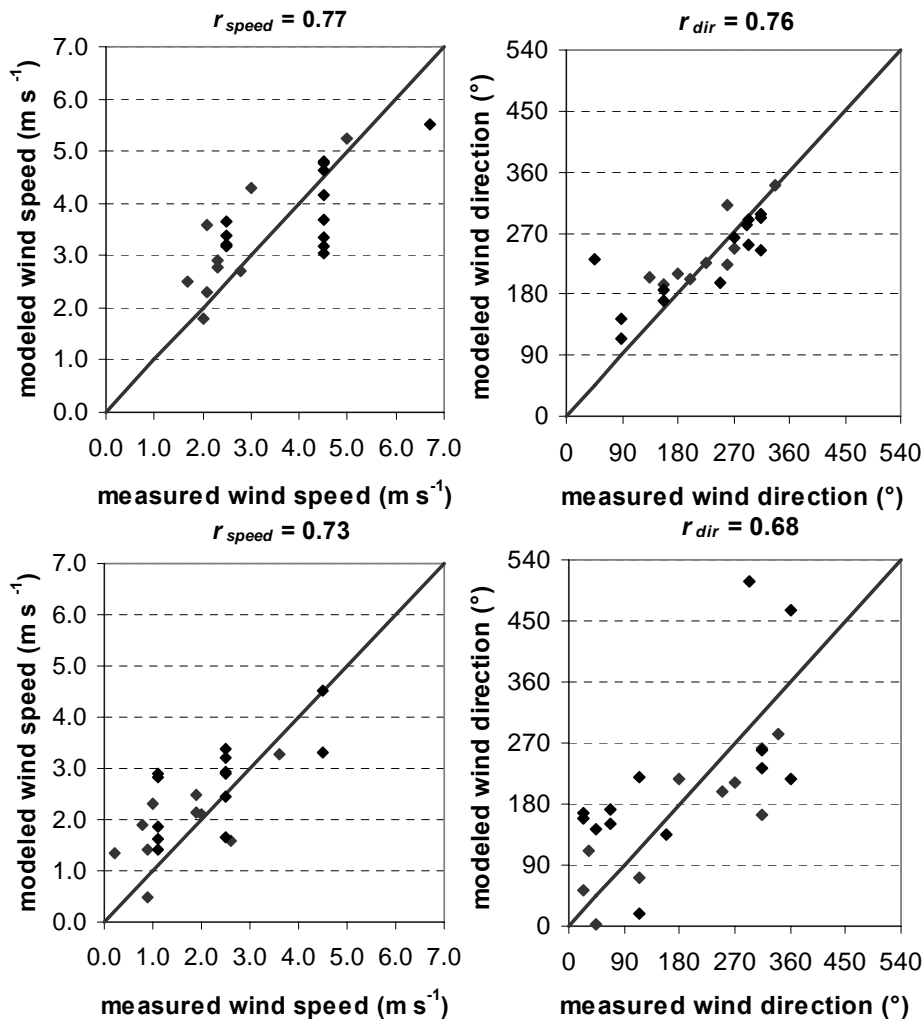 r speed = 0.77
modeled wind speed (m s -1)
7.0
6.0
5.0
4.0
3.0
2.0
1.0
0.0
0.0 1.0 2.0 3.0 4.0 5.0 6.0 7.0
measured wind speed (m s-1)
r dir = 0.76
modeled wind direction (°)
540
450
360
270
180
90
0
0 90 180 270 360 450 540
measured wind direction (°)
r speed = 0.73
modeled wind speed (m s-1)
7.0
6.0
5.0
4.0
3.0
2.0
1.0
0.0
0.0 1.0 2.0 3.0 4.0 5.0 6.0 7.0
measured wind speed (m s-1)
r dir = 0.68
modeled wind direction (°)
540
450
360
270
180
90
0
0 90 180 270 360 450 540
measured wind direction (°)